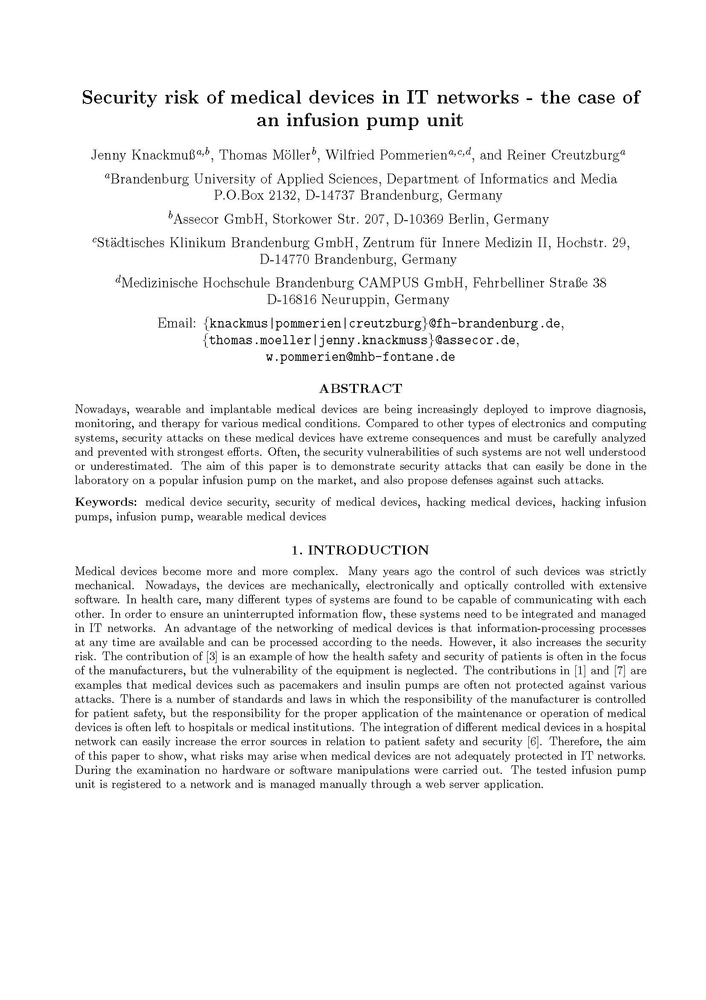 Security risk of medical devices in IT networks - the case of
an infusion pump unit
Jenny Knackmußa,b, Thomas Möllerb, Wilfried Pommeriena,c,d, and Reiner Creutzburga
aBrandenburg University of Applied Sciences, Department of Informatics and Media
P.O.Box 2132, D-14737 Brandenburg, Germany
bAssecor GmbH, Storkower Str. 207, D-10369 Berlin, Germany
cStädtisches Klinikum Brandenburg GmbH, Zentrum für Innere Medizin II, Hochstr. 29,
D-14770 Brandenburg, Germany
dMedizinische Hochschule Brandenburg CAMPUS GmbH, Fehrbelliner Straße 38
D-16816 Neuruppin, Germany
Email: {knackmus|pommerien|creutzburg}@fh-brandenburg.de,
{thomas.moeller|jenny.knackmuss}@assecor.de,
w.pommerien@mhb-fontane.de
ABSTRACT
Nowadays, wearable and implantable medical devices are being increasingly deployed to improve diagnosis,
monitoring, and therapy for various medical conditions. Compared to other types of electronics and computing
systems, security attacks on these medical devices have extreme consequences and must be carefully analyzed
and prevented with strongest efforts. Often, the security vulnerabilities of such systems are not well understood
or underestimated. The aim of this paper is to demonstrate security attacks that can easily be done in the
laboratory on a popular infusion pump on the market, and also propose defenses against such attacks.
Keywords: medical device security, security of medical devices, hacking medical devices, hacking infusion
pumps, infusion pump, wearable medical devices
1. INTRODUCTION
Medical devices become more and more complex. Many years ago the control of such devices was strictly
mechanical. Nowadays, the devices are mechanically, electronically and optically controlled with extensive
software. In health care, many different types of systems are found to be capable of communicating with each
other. In order to ensure an uninterrupted information flow, these systems need to be integrated and managed
in IT networks. An advantage of the networking of medical devices is that information-processing processes
at any time are available and can be processed according to the needs. However, it also increases the security
risk. The contribution of [3] is an example of how the health safety and security of patients is often in the focus
of the manufacturers, but the vulnerability of the equipment is neglected. The contributions in [1] and [7] are
examples that medical devices such as pacemakers and insulin pumps are often not protected against various
attacks. There is a number of standards and laws in which the responsibility of the manufacturer is controlled
for patient safety, but the responsibility for the proper application of the maintenance or operation of medical
devices is often left to hospitals or medical institutions. The integration of different medical devices in a hospital
network can easily increase the error sources in relation to patient safety and security [6]. Therefore, the aim
of this paper to show, what risks may arise when medical devices are not adequately protected in IT networks.
During the examination no hardware or software manipulations were carried out. The tested infusion pump
unit is registered to a network and is managed manually through a web server application.